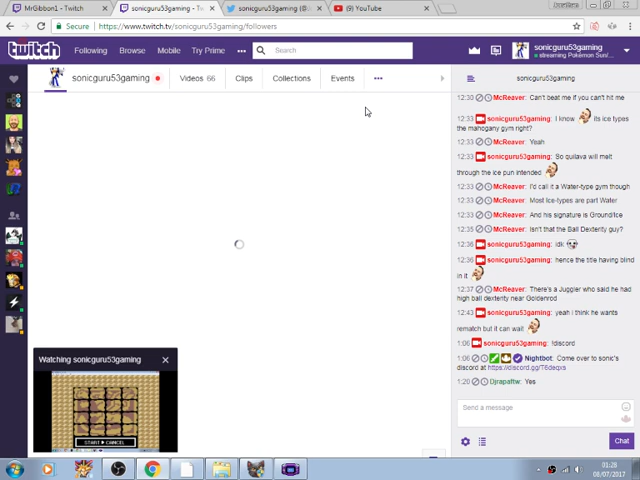 MrGibbon1 - Twitch
sonicguru53gaming - T
sonicguru53gaming (@
(9) YouTube
Secure
https://www.twitch.tv/sonicguru53gaming/followers
twitch
Following
Browse
Mobile
Try Prime
Search
sonicguru53gaming
streaming Pokémon Sun/
sonicguru53gaming
Videos 66
Clips
Collections
Events
sonicguru53gaming
12:30 McReaver: Can't beat me if you can't hit
me
12:33 sonicguru53gaming: I know its ice types
the mahogany gym right?
12:33 McReaver: Yeah
12:33 sonicguru53gaming: So quilava will melt
through the ice pun intended
12:33 McReaver: I'd call it a Water-type gym though
12:33 McReaver: Most Ice-types are part Water
12:33 McReaver: And his signature is Ground/Ice
12:35 McReaver: Isn't that the Ball Dexterity guy?
12:36 sonicguru53gaming: idk
12:36 sonicguru53gaming: hence the title having blind
in it
12:37 McReaver: There's a Juggler who said he had
high ball dexterity near Goldenrod
12:43 sonicguru53gaming: yeah i think he wants
rematch but it can wait
1:06 sonicguru53gaming: !discord
1:06 Nightbot: Come over to sonic's
discord at https://discord.gg/T6deqxs
1:20 Djrapaftw: Yes
Send a message
Chat
Watching sonicguru53gaming
START CANCEL
01:28
08/07/2017